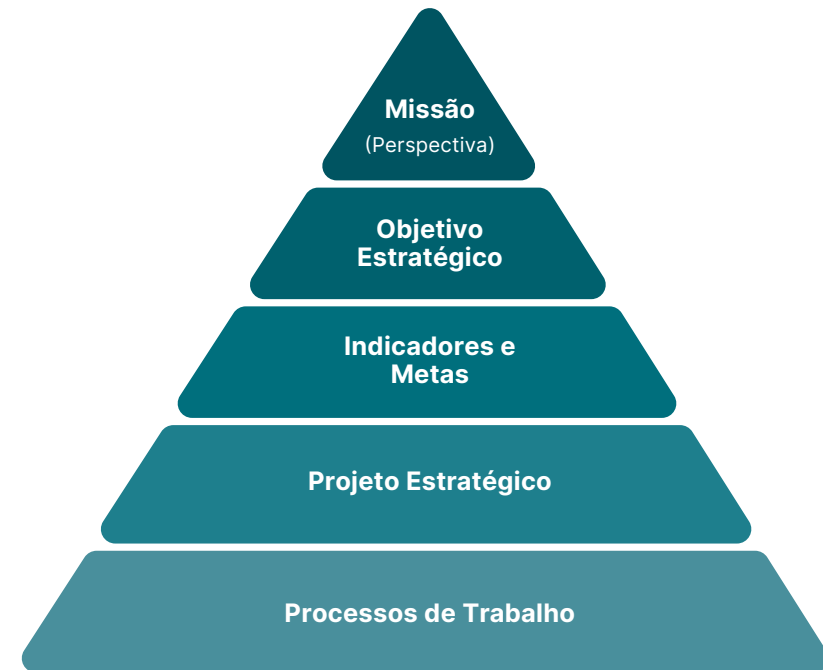 Missão
(Perspectiva)
Objetivo
Estratégico
Indicadores e
Metas
Projeto Estratégico
Processos de Trabalho